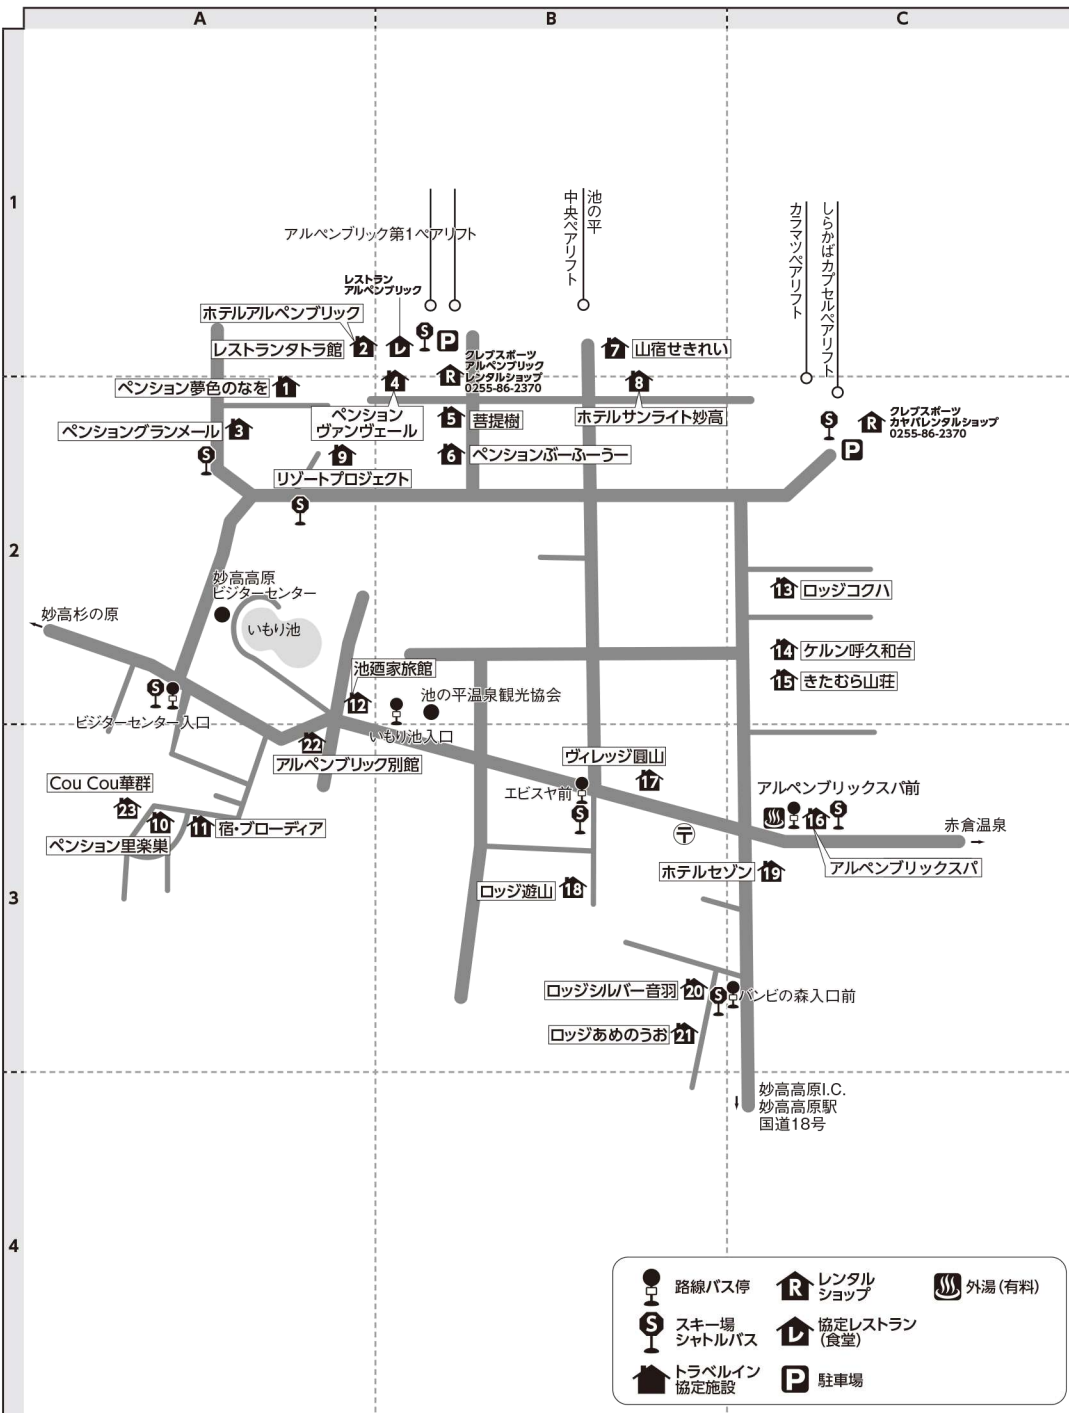 A
B
C
1
アルペンブリック第1ペアリフト
池の平
中央ペアリフト
カラマツペアリフト
しらかばカプセルペアリフト
レストラン
アルペンブリック
ホテルアルペンブリック
S
P
レストランタトラ館
2
レ
7
山宿せきれい
クレブスポーツ
アルペンブリック
レンタルショップ
0255-86-2370
R
ペンション夢色のなを
1
4
8
ペンション
ヴァンヴェール
5
菩提樹
ホテルサンライト妙高
S
R
クレブスポーツ
カヤバレンタルショップ
0255-86-2370
P
ペンショングランメール
3
S
9
6
ペンションぶーふーうー
リゾートプロジェクト
S
2
妙高高原
ビジターセンター
妙高杉の原
いもり池
13
ロッジコクハ
14
ケルン呼久和台
15
きたむら山荘
池廼家旅館
12
池の平温泉観光協会
S
ビジターセンター入口
いもり池入口
22
アルペンブリック別館
ヴィレッジ圓山
17
Cou Cou華群
23
エビスヤ前
S
アルペンブリックスパ前
10
11
宿・ブローディア
〒
16
S
赤倉温泉
ペンション里楽巣
ホテルセゾン
19
アルペンブリックスパ
3
ロッジ遊山
18
ロッジシルバー音羽
20
S
バンビの森入口前
ロッジあめのうお
21
妙高高原I.C.
妙高高原駅
国道18号
4
路線バス停
R
レンタル
ショップ
外湯(有料)
S
スキー場
シャトルバス
レ
協定レストラン
(食堂)
トラベルイン
協定施設
P
駐車場